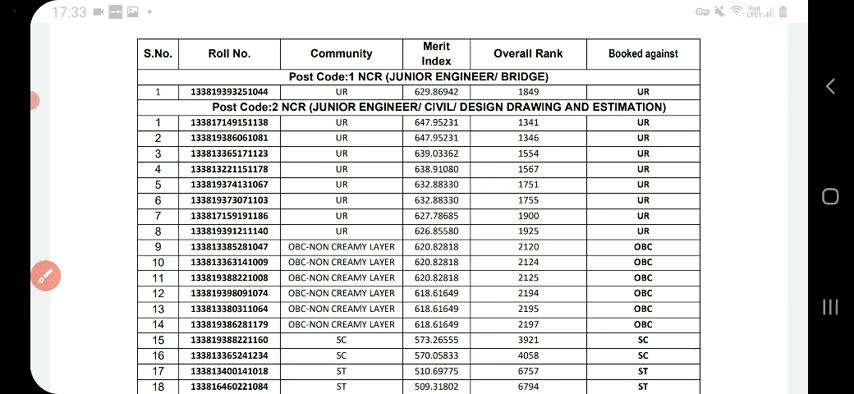 17:33
Vo))
LTE1
S.No. Roll No. Community Merit Index Overall Rank Booked against
Post Code:1 NCR (JUNIOR ENGINEER/ BRIDGE)
1 133819393251044 UR 629.86942 1849 UR
Post Code:2 NCR (JUNIOR ENGINEER/ CIVIL/ DESIGN DRAWING AND ESTIMATION)
1 133817149151138 UR 647.95231 1341 UR
2 133819386061081 UR 647.95231 1346 UR
3 133813365171123 UR 639.03362 1554 UR
4 133813221151178 UR 638.91080 1567 UR
5 133819374131067 UR 632.88330 1751 UR
6 133819373071103 UR 632.88330 1755 UR
7 133817159191186 UR 627.78685 1900 UR
8 133819391211140 UR 626.85580 1925 UR
9 133813385281047 OBC-NON CREAMY LAYER 620.82818 2120 OBC
10 133813363141009 OBC-NON CREAMY LAYER 620.82818 2124 OBC
11 133819388221008 OBC-NON CREAMY LAYER 620.82818 2125 OBC
12 133819398091074 OBC-NON CREAMY LAYER 618.61649 2194 OBC
13 133813380311064 OBC-NON CREAMY LAYER 618.61649 2195 OBC
14 133819386281179 OBC-NON CREAMY LAYER 618.61649 2197 OBC
15 133819388221160 SC 573.26555 3921 SC
16 133813365241234 SC 570.05833 4058 SC
17 133813400141018 ST 510.69775 6757 ST
18 133816460221084 ST 509.31802 6794 ST